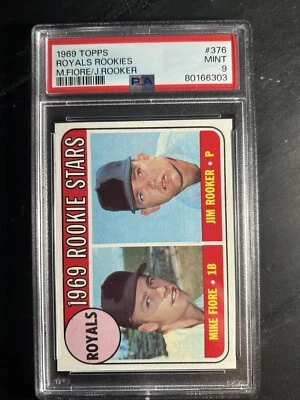 1969 TOPPS #376
ROYALS ROOKIES MINT
M.FIORE/J.ROOKER 9
PSA 80166303
1969 ROOKIE STARS
ROYALS
JIM ROOKER • P
MIKE FIORE • 1B